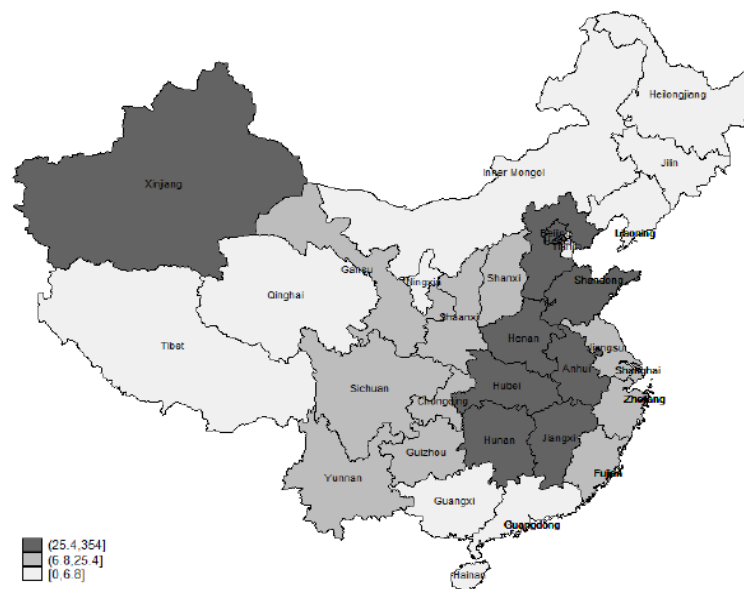 Heilongjiang
Jilin
Xinjiang
Inner Mongol
Liaoning
Gansu
Ningxia
Shanxi
Shandong
Qinghai
Shaanxi
Tibet
Henan
Jiangsu
Anhui
Shanghai
Hubei
Sichuan
Chongqing
Zhejiang
Hunan
Jiangxi
Guizhou
Fujian
Yunnan
Guangxi
Guangdong
Hainan
(25.4,354]
(6.8,25.4]
[0,6.8]